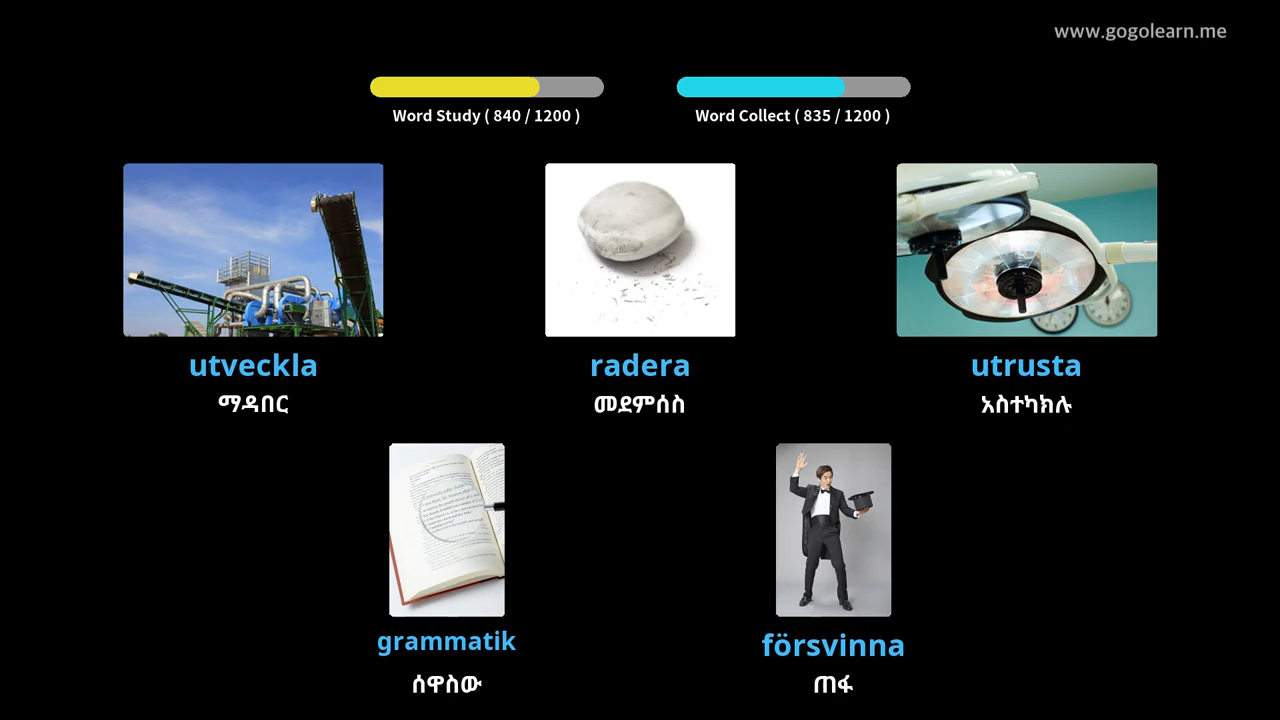 www.gogolearn.me
Word Study ( 840 / 1200 )
Word Collect ( 835 / 1200 )
utveckla
radera
utrusta
ማዳበር
መደምሰስ
አስተካክሉ
grammatik
försvinna
ሰዋስው
ጠፋ